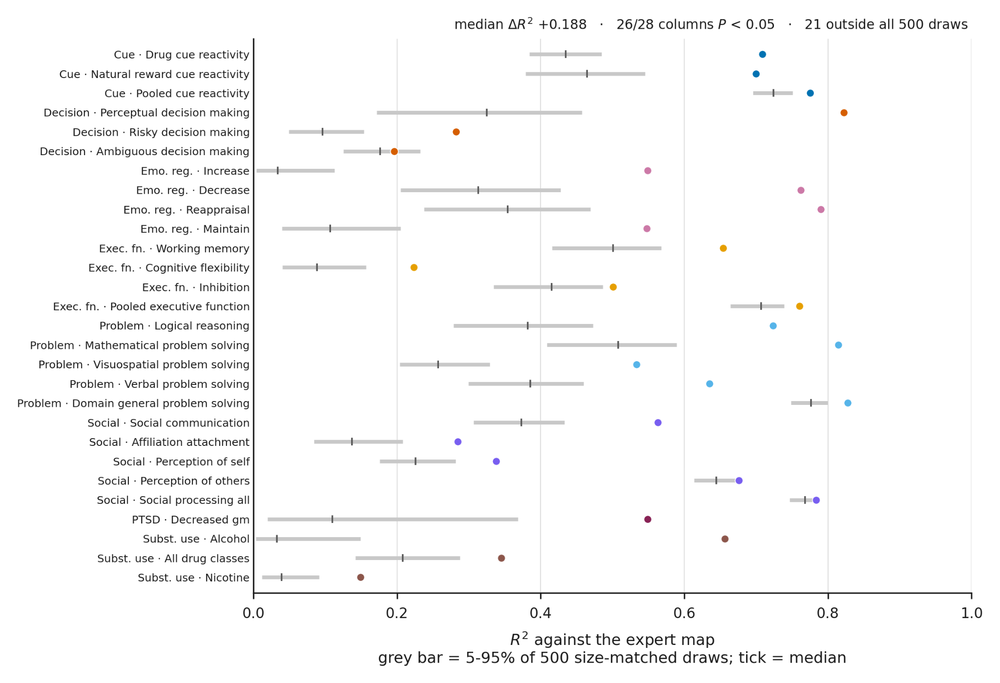 median ΔR² +0.188 · 26/28 columns P < 0.05 · 21 outside all 500 draws
Cue · Drug cue reactivity
Cue · Natural reward cue reactivity
Cue · Pooled cue reactivity
Decision · Perceptual decision making
Decision · Risky decision making
Decision · Ambiguous decision making
Emo. reg. · Increase
Emo. reg. · Decrease
Emo. reg. · Reappraisal
Emo. reg. · Maintain
Exec. fn. · Working memory
Exec. fn. · Cognitive flexibility
Exec. fn. · Inhibition
Exec. fn. · Pooled executive function
Problem · Logical reasoning
Problem · Mathematical problem solving
Problem · Visuospatial problem solving
Problem · Verbal problem solving
Problem · Domain general problem solving
Social · Social communication
Social · Affiliation attachment
Social · Perception of self
Social · Perception of others
Social · Social processing all
PTSD · Decreased gm
Subst. use · Alcohol
Subst. use · All drug classes
Subst. use · Nicotine
0.0 0.2 0.4 0.6 0.8 1.0
R² against the expert map
grey bar = 5-95% of 500 size-matched draws; tick = median